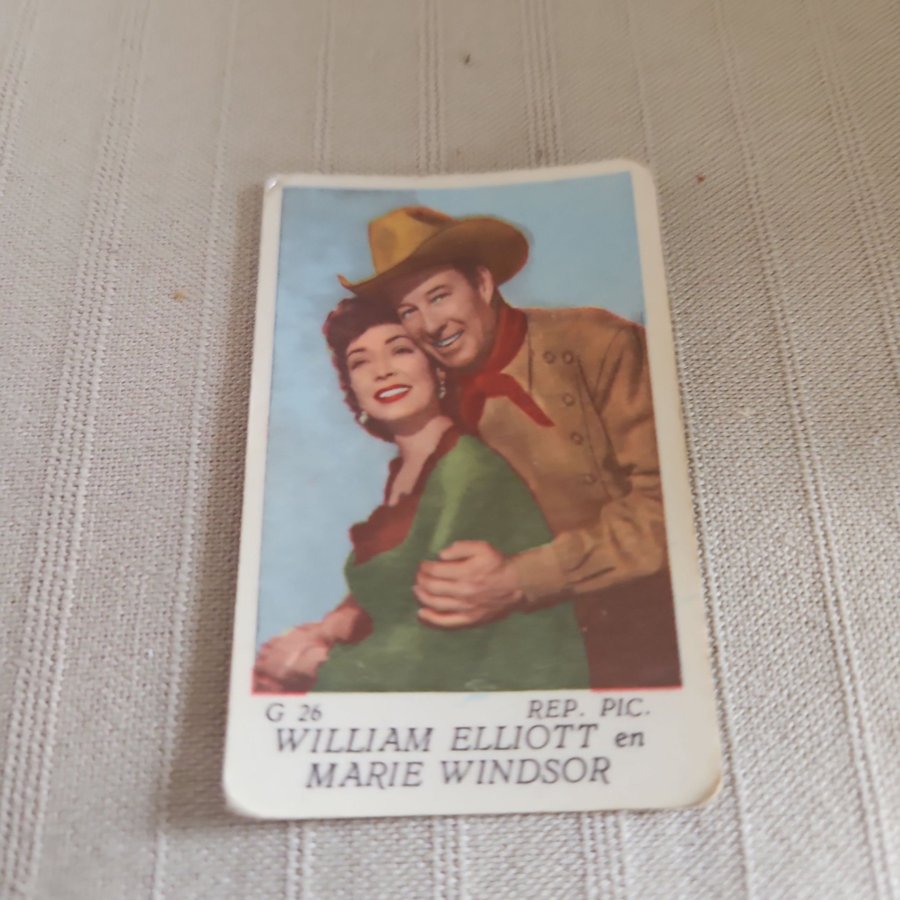 G 26 REP. PIC.
WILLIAM ELLIOTT en
MARIE WINDSOR